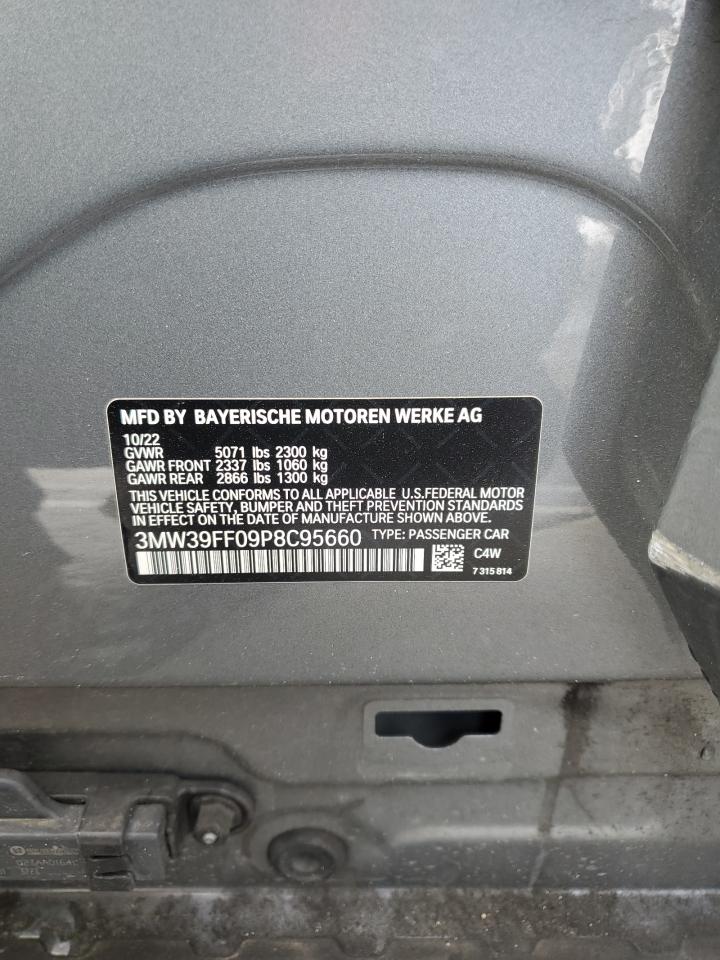 MFD BY BAYERISCHE MOTOREN WERKE AG
10/22
GVWR 5071 lbs 2300 kg
GAWR FRONT 2337 lbs 1060 kg
GAWR REAR 2866 lbs 1300 kg
THIS VEHICLE CONFORMS TO ALL APPLICABLE U.S.FEDERAL MOTOR
VEHICLE SAFETY, BUMPER AND THEFT PREVENTION STANDARDS
IN EFFECT ON THE DATE OF MANUFACTURE SHOWN ABOVE.
3MW39FF09P8C95660 TYPE: PASSENGER CAR
C4W
7 315 814